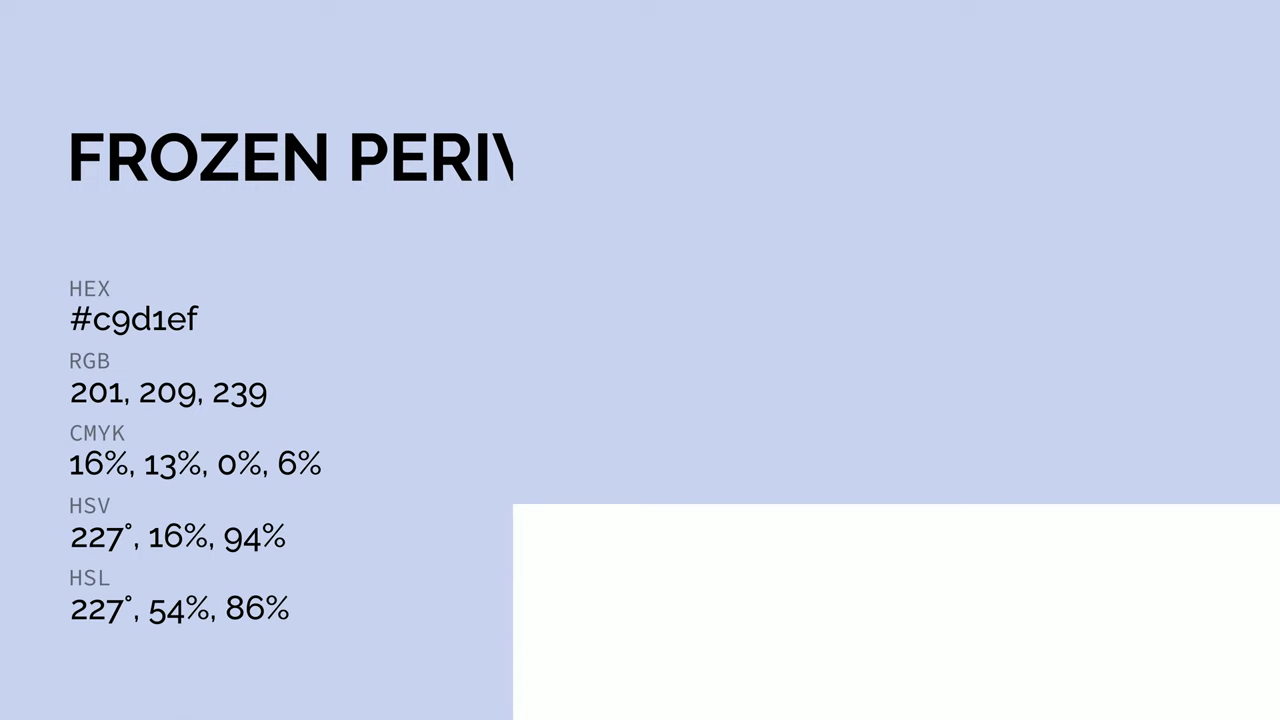 FROZEN
HEX
#c9d1ef
RGB
201, 209, 239
CMYK
16%, 13%, 0%, 6%
HSV
227°, 16%, 94%
HSL
227°, 54%, 86%